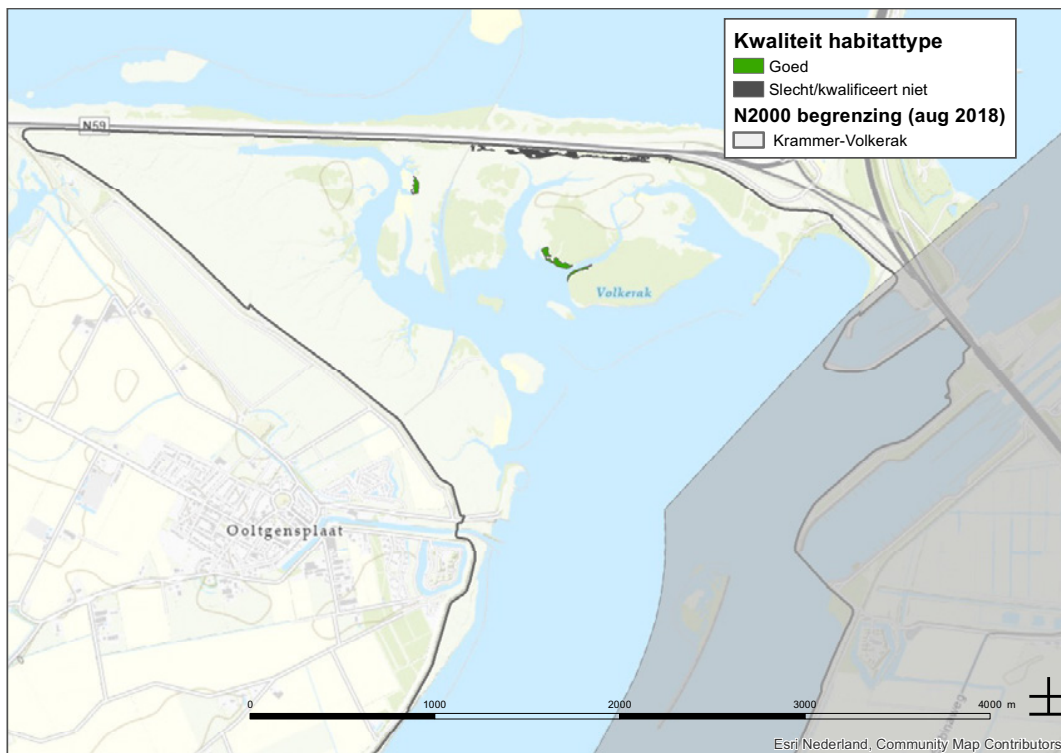 Kwaliteit habitattype
Goed
Slecht/kwalificeert niet
N2000 begrenzing (aug 2018)
Krammer-Volkerak
N59
Volkerak
Ooltgensplaat
0 1000 2000 3000 4000 m
Esri Nederland, Community Map Contributors